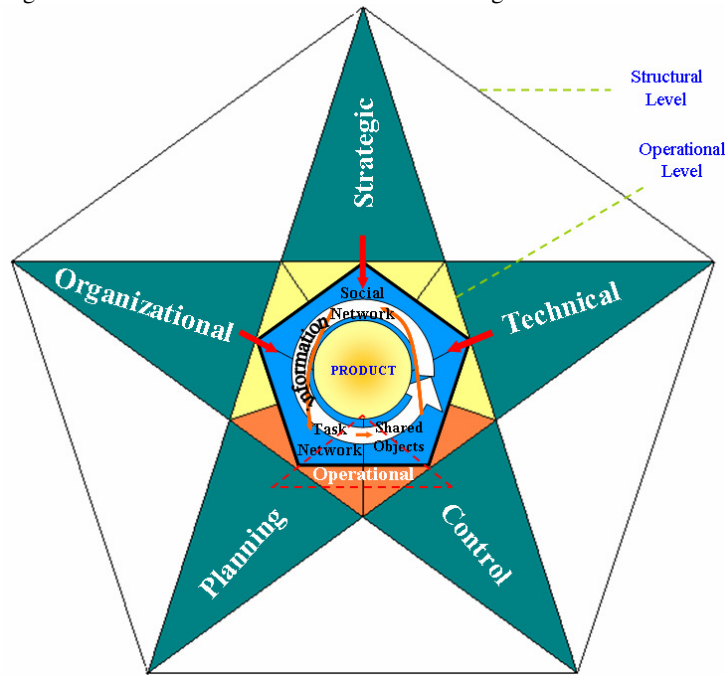 Structural
Level
Operational
Level
Strategic
Organizational
Technical
Social
Network
Information
PRODUCT
Task
Network
Shared
Objects
Operational
Planning
Control